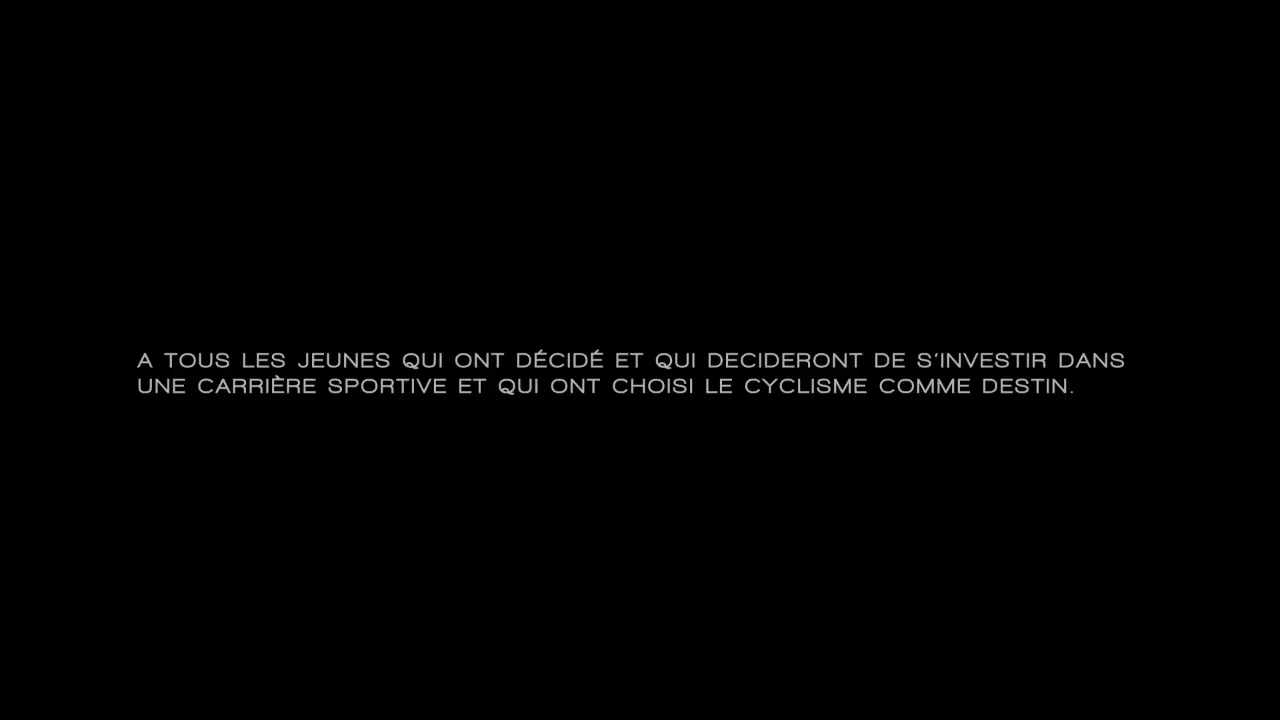 A TOUS LES JEUNES QUI ONT DÉCIDÉ ET QUI DECIDERONT DE S'INVESTIR DANS
UNE CARRIÈRE SPORTIVE ET QUI ONT CHOISI LE CYCLISME COMME DESTIN.